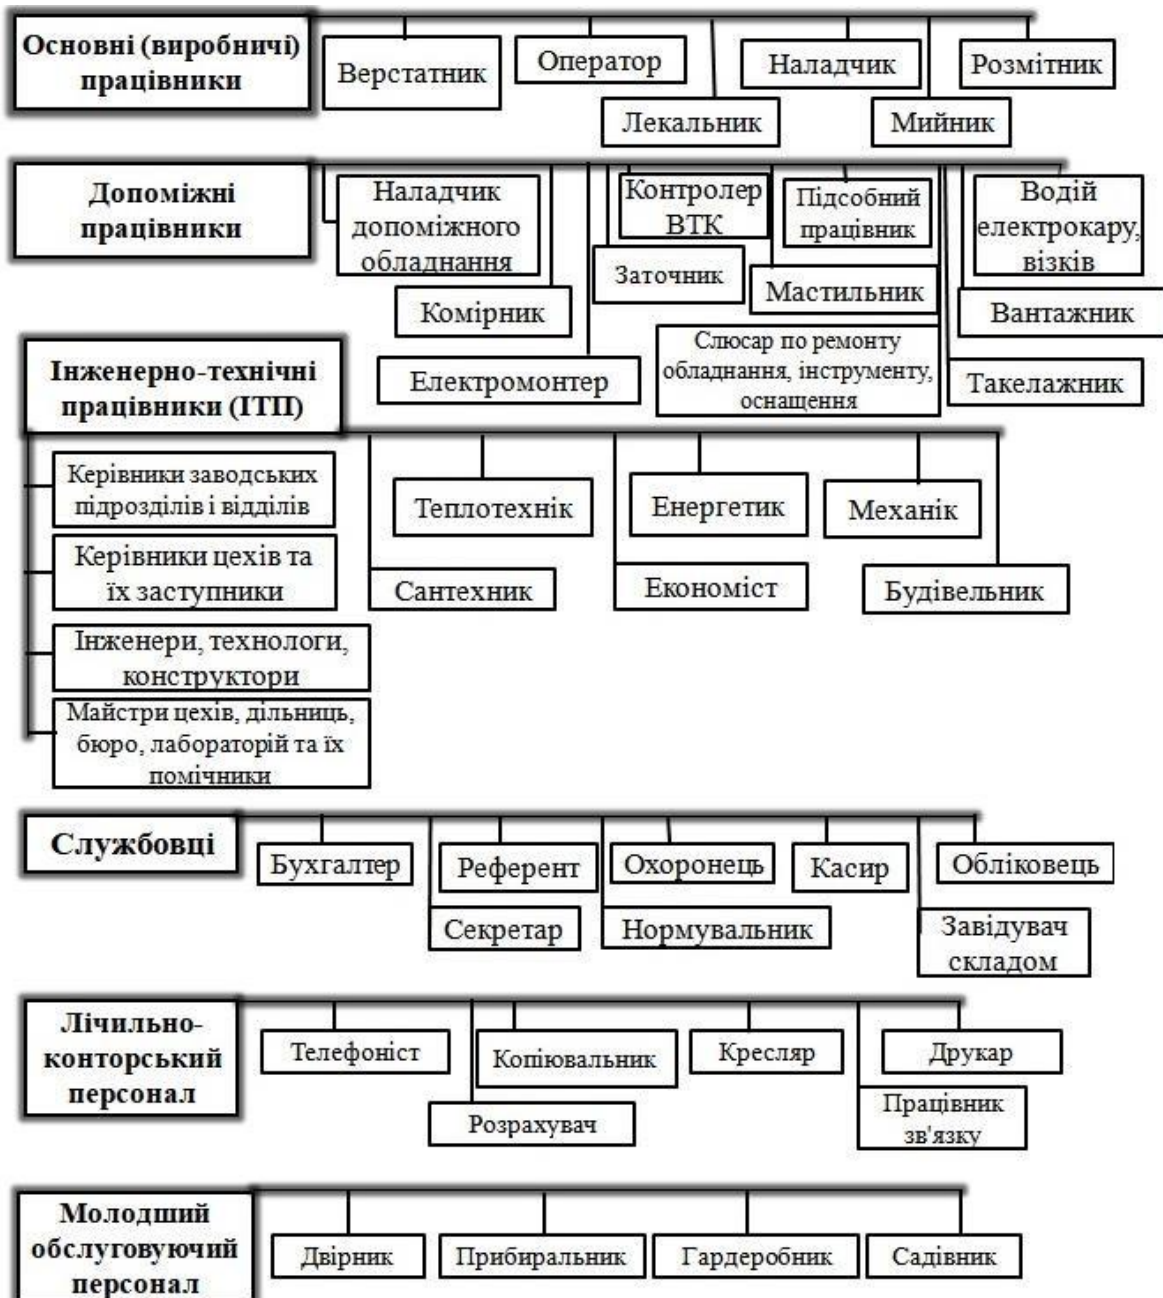 Основні (виробничі)
працівники
Верстатник
Оператор
Лекальник
Наладчик
Мийник
Розмітник
Допоміжні
працівники
Наладчик
допоміжного
обладнання
Комірник
Електромонтер
Контролер
ВТК
Заточник
Підсобний
працівник
Мастильник
Слюсар по ремонту
обладнання, інструменту,
оснащення
Водій
електрокару,
візків
Вантажник
Такелажник
Інженерно-технічні
працівники (ІТП)
Керівники заводських
підрозділів і відділів
Керівники цехів та
їх заступники
Інженери, технологи,
конструктори
Майстри цехів, дільниць,
бюро, лабораторій та їх
помічники
Теплотехнік
Сантехник
Енергетик
Економіст
Механік
Будівельник
Службовці
Бухгалтер
Секретар
Референт
Охоронець
Нормувальник
Касир
Обліковець
Завідувач
складом
Лічильно-
конторський
персонал
Телефоніст
Розрахувач
Копіювальник
Кресляр
Друкар
Працівник
зв'язку
Молодший
обслуговуючий
персонал
Двірник
Прибиральник
Гардеробник
Садівник